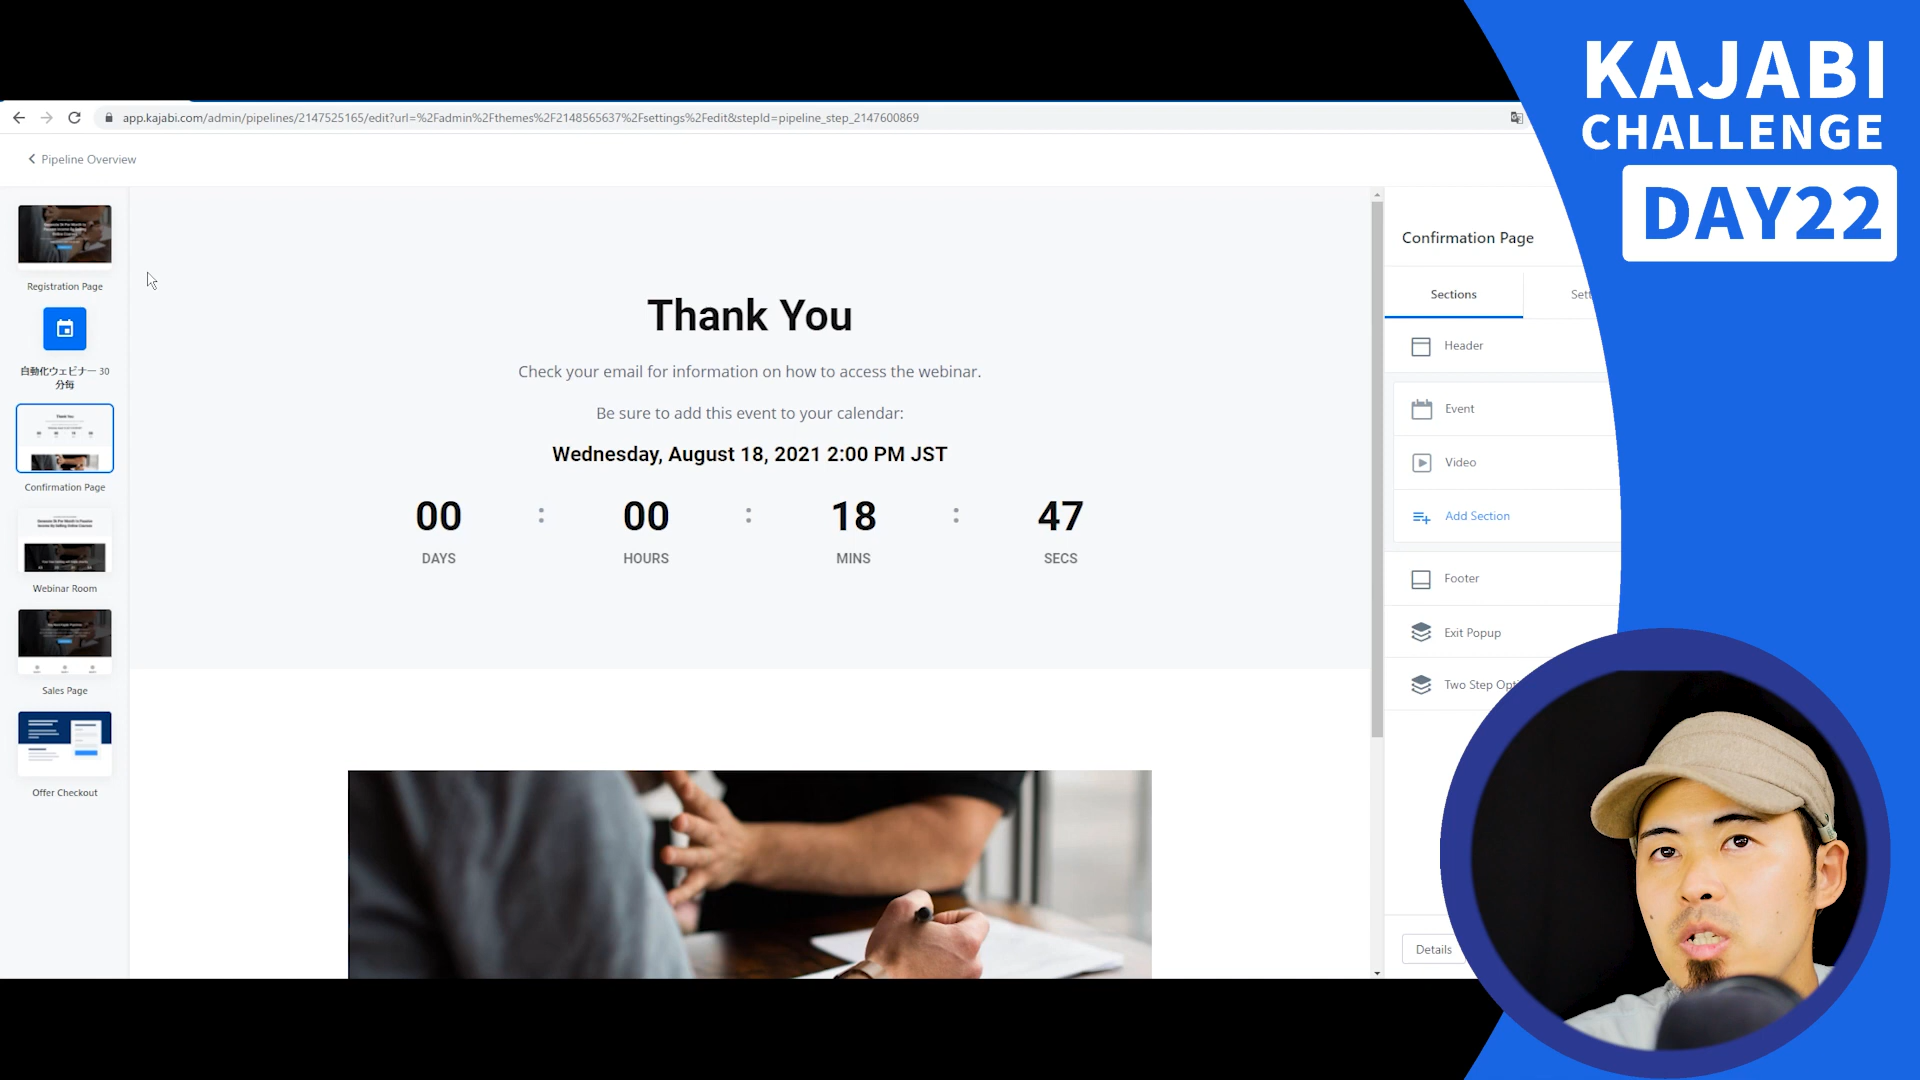 KAJABI
CHALLENGE
DAY22
app.kajabi.com/admin/pipelines/2147525165/edit?url=%2Fadmin%2Fthemes%2F2148565637%2Fsettings%2Fedit&stepId=pipeline_step_2147600869
Pipeline Overview
Registration Page
自動化ウェビナー 30
分毎
Confirmation Page
Webinar Room
Sales Page
Offer Checkout
Thank You
Check your email for information on how to access the webinar.
Be sure to add this event to your calendar:
Wednesday, August 18, 2021 2:00 PM JST
00 : 00 : 18 : 47
DAYS HOURS MINS SECS
Confirmation Page
Sections
Header
Event
Video
Add Section
Footer
Exit Popup
Two Step
Details